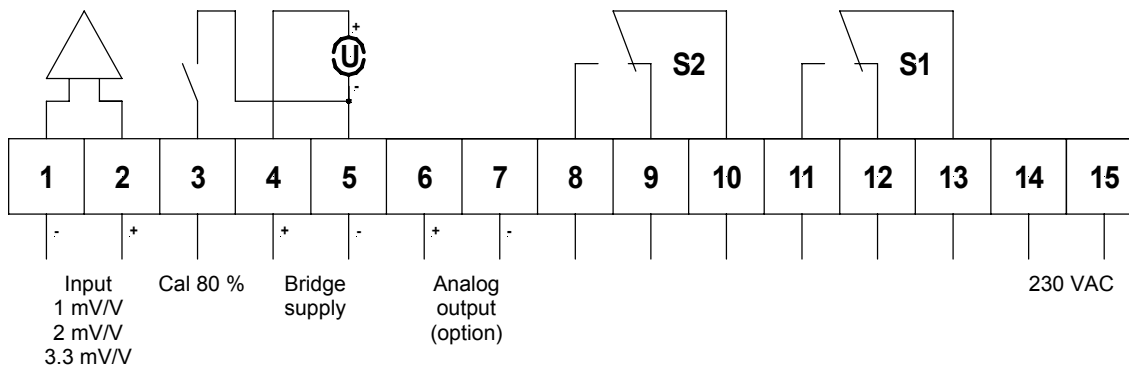 +
U
-
S2
S1
1 2 3 4 5 6 7 8 9 10 11 12 13 14 15
- + + - + -
Input
1 mV/V
2 mV/V
3.3 mV/V
Cal 80 %
Bridge
supply
Analog
output
(option)
230 VAC